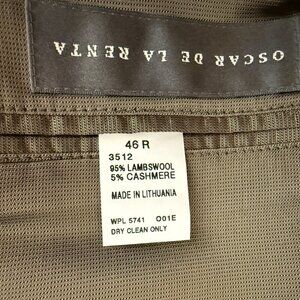 OSCAR DE LA RENTA
46 R
3512
95% LAMBSWOOL
5% CASHMERE
MADE IN LITHUANIA
WPL 5741 O01E
DRY CLEAN ONLY